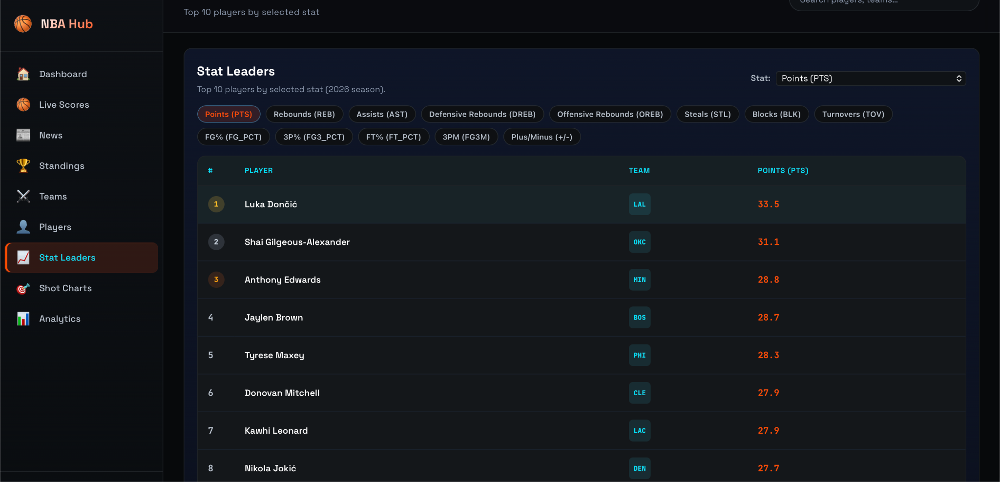 NBA Hub
Dashboard
Live Scores
News
Standings
Teams
Players
Stat Leaders
Shot Charts
Analytics
Top 10 players by selected stat
Search players, teams...
Stat Leaders
Top 10 players by selected stat (2026 season).
Stat: Points (PTS)
Points (PTS) Rebounds (REB) Assists (AST) Defensive Rebounds (DREB) Offensive Rebounds (OREB) Steals (STL) Blocks (BLK) Turnovers (TOV)
FG% (FG_PCT) 3P% (FG3_PCT) FT% (FT_PCT) 3PM (FG3M) Plus/Minus (+/-)
# PLAYER TEAM POINTS (PTS)
1 Luka Dončić LAL 33.5
2 Shai Gilgeous-Alexander OKC 31.1
3 Anthony Edwards MIN 28.8
4 Jaylen Brown BOS 28.7
5 Tyrese Maxey PHI 28.3
6 Donovan Mitchell CLE 27.9
7 Kawhi Leonard LAC 27.9
8 Nikola Jokić DEN 27.7